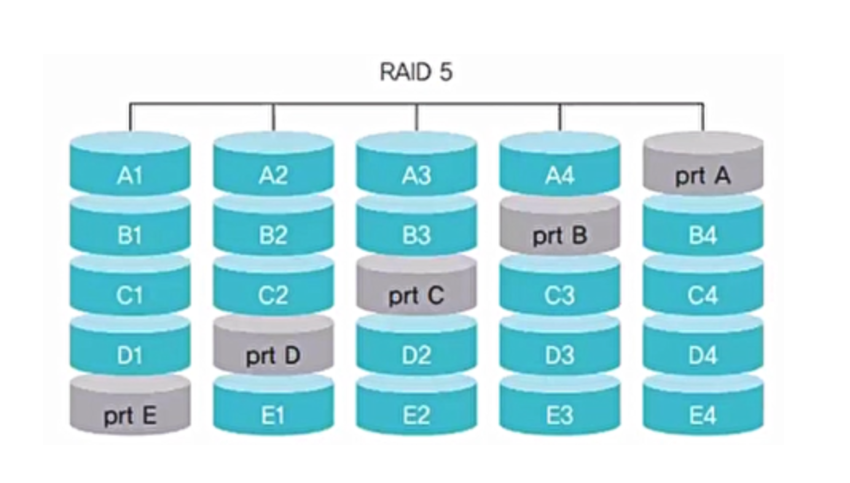 RAID 5
A1 A2 A3 A4 prt A
B1 B2 B3 prt B B4
C1 C2 prt C C3 C4
D1 prt D D2 D3 D4
prt E E1 E2 E3 E4